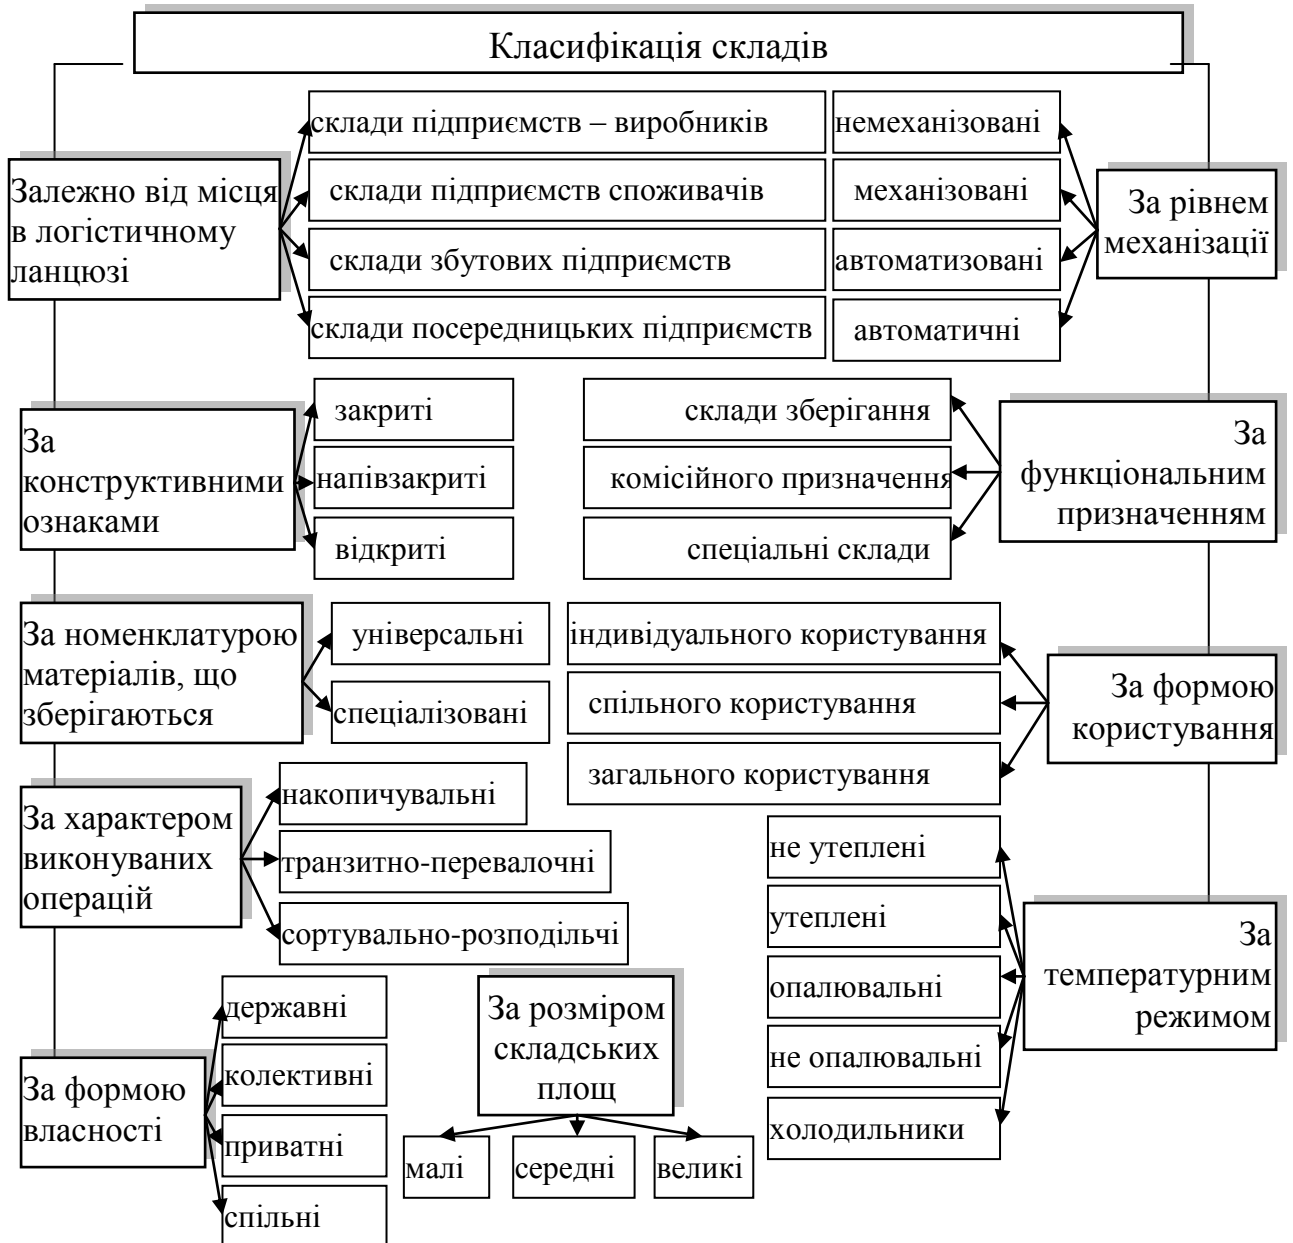 Класифікація складів
Залежно від місця
в логістичному
ланцюзі
склади підприємств – виробників
склади підприємств споживачів
склади збутових підприємств
склади посередницьких підприємств
немеханізовані
механізовані
автоматизовані
автоматичні
За рівнем
механізації
За
конструктивними
ознаками
закриті
напівзакриті
відкриті
склади зберігання
комісійного призначення
спеціальні склади
За
функціональним
призначенням
За номенклатурою
матеріалів, що
зберігаються
універсальні
спеціалізовані
індивідуального користування
спільного користування
загального користування
За формою
користування
За характером
виконуваних
операцій
накопичувальні
транзитно-перевалочні
сортувально-розподільчі
не утеплені
утеплені
опалювальні
не опалювальні
холодильники
За
температурним
режимом
За формою
власності
державні
колективні
приватні
спільні
За розміром
складських
площ
малі
середні
великі